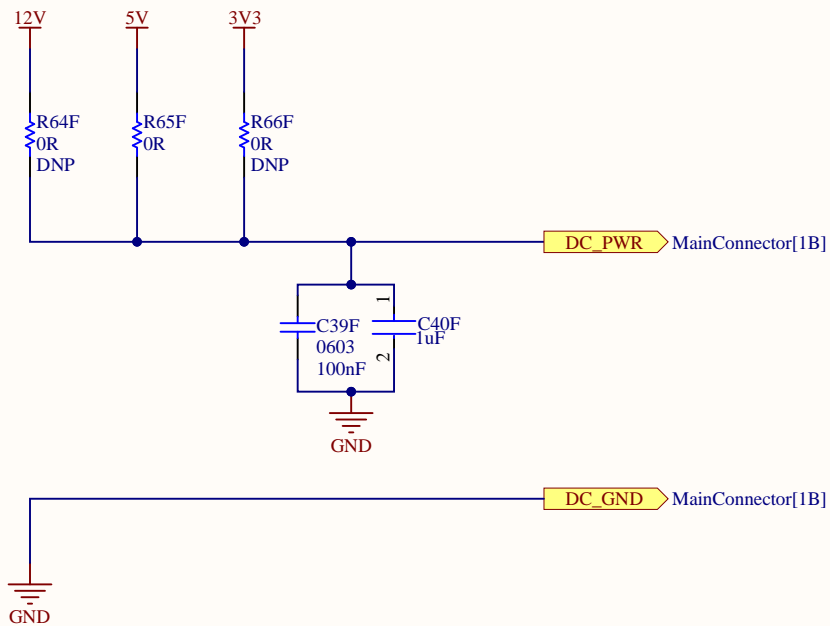 12V
5V
3V3
R64F
0R
DNP
R65F
0R
R66F
0R
DNP
DC_PWR
MainConnector[1B]
C39F
0603
100nF
1
C40F
1uF
2
GND
DC_GND
MainConnector[1B]
GND